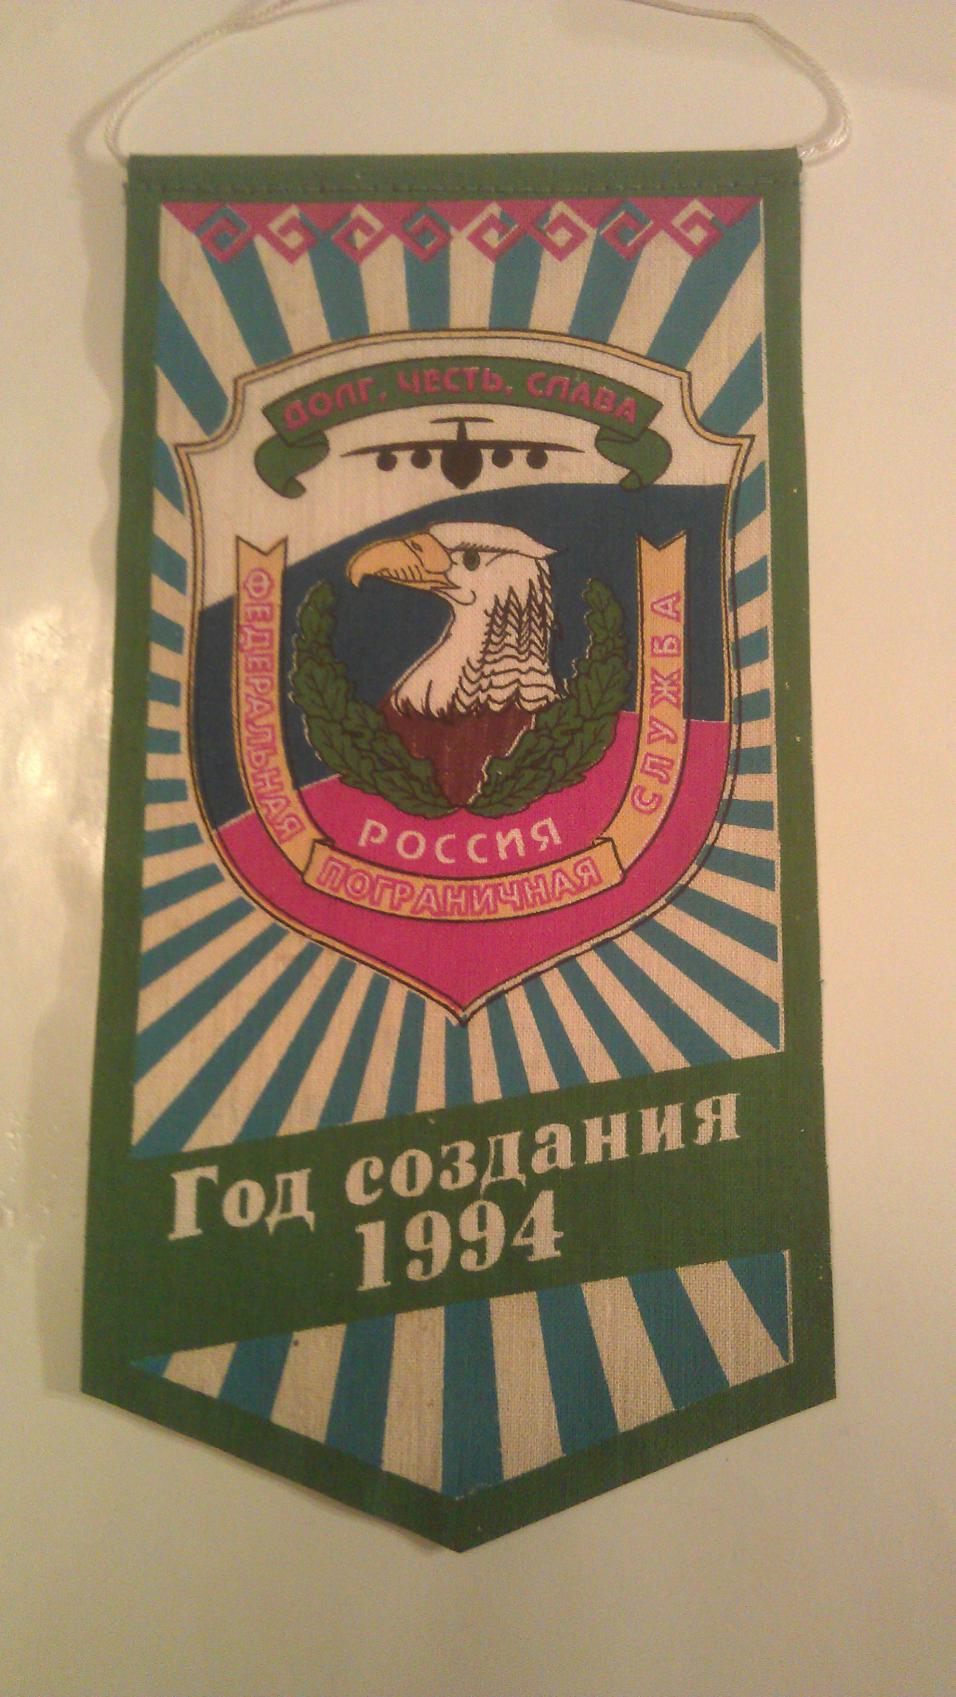 ДОЛГ, ЧЕСТЬ, СЛАВА
ФЕДЕРАЛЬНАЯ
ПОГРАНИЧНАЯ
СЛУЖБА
РОССИЯ
Год создания
1994